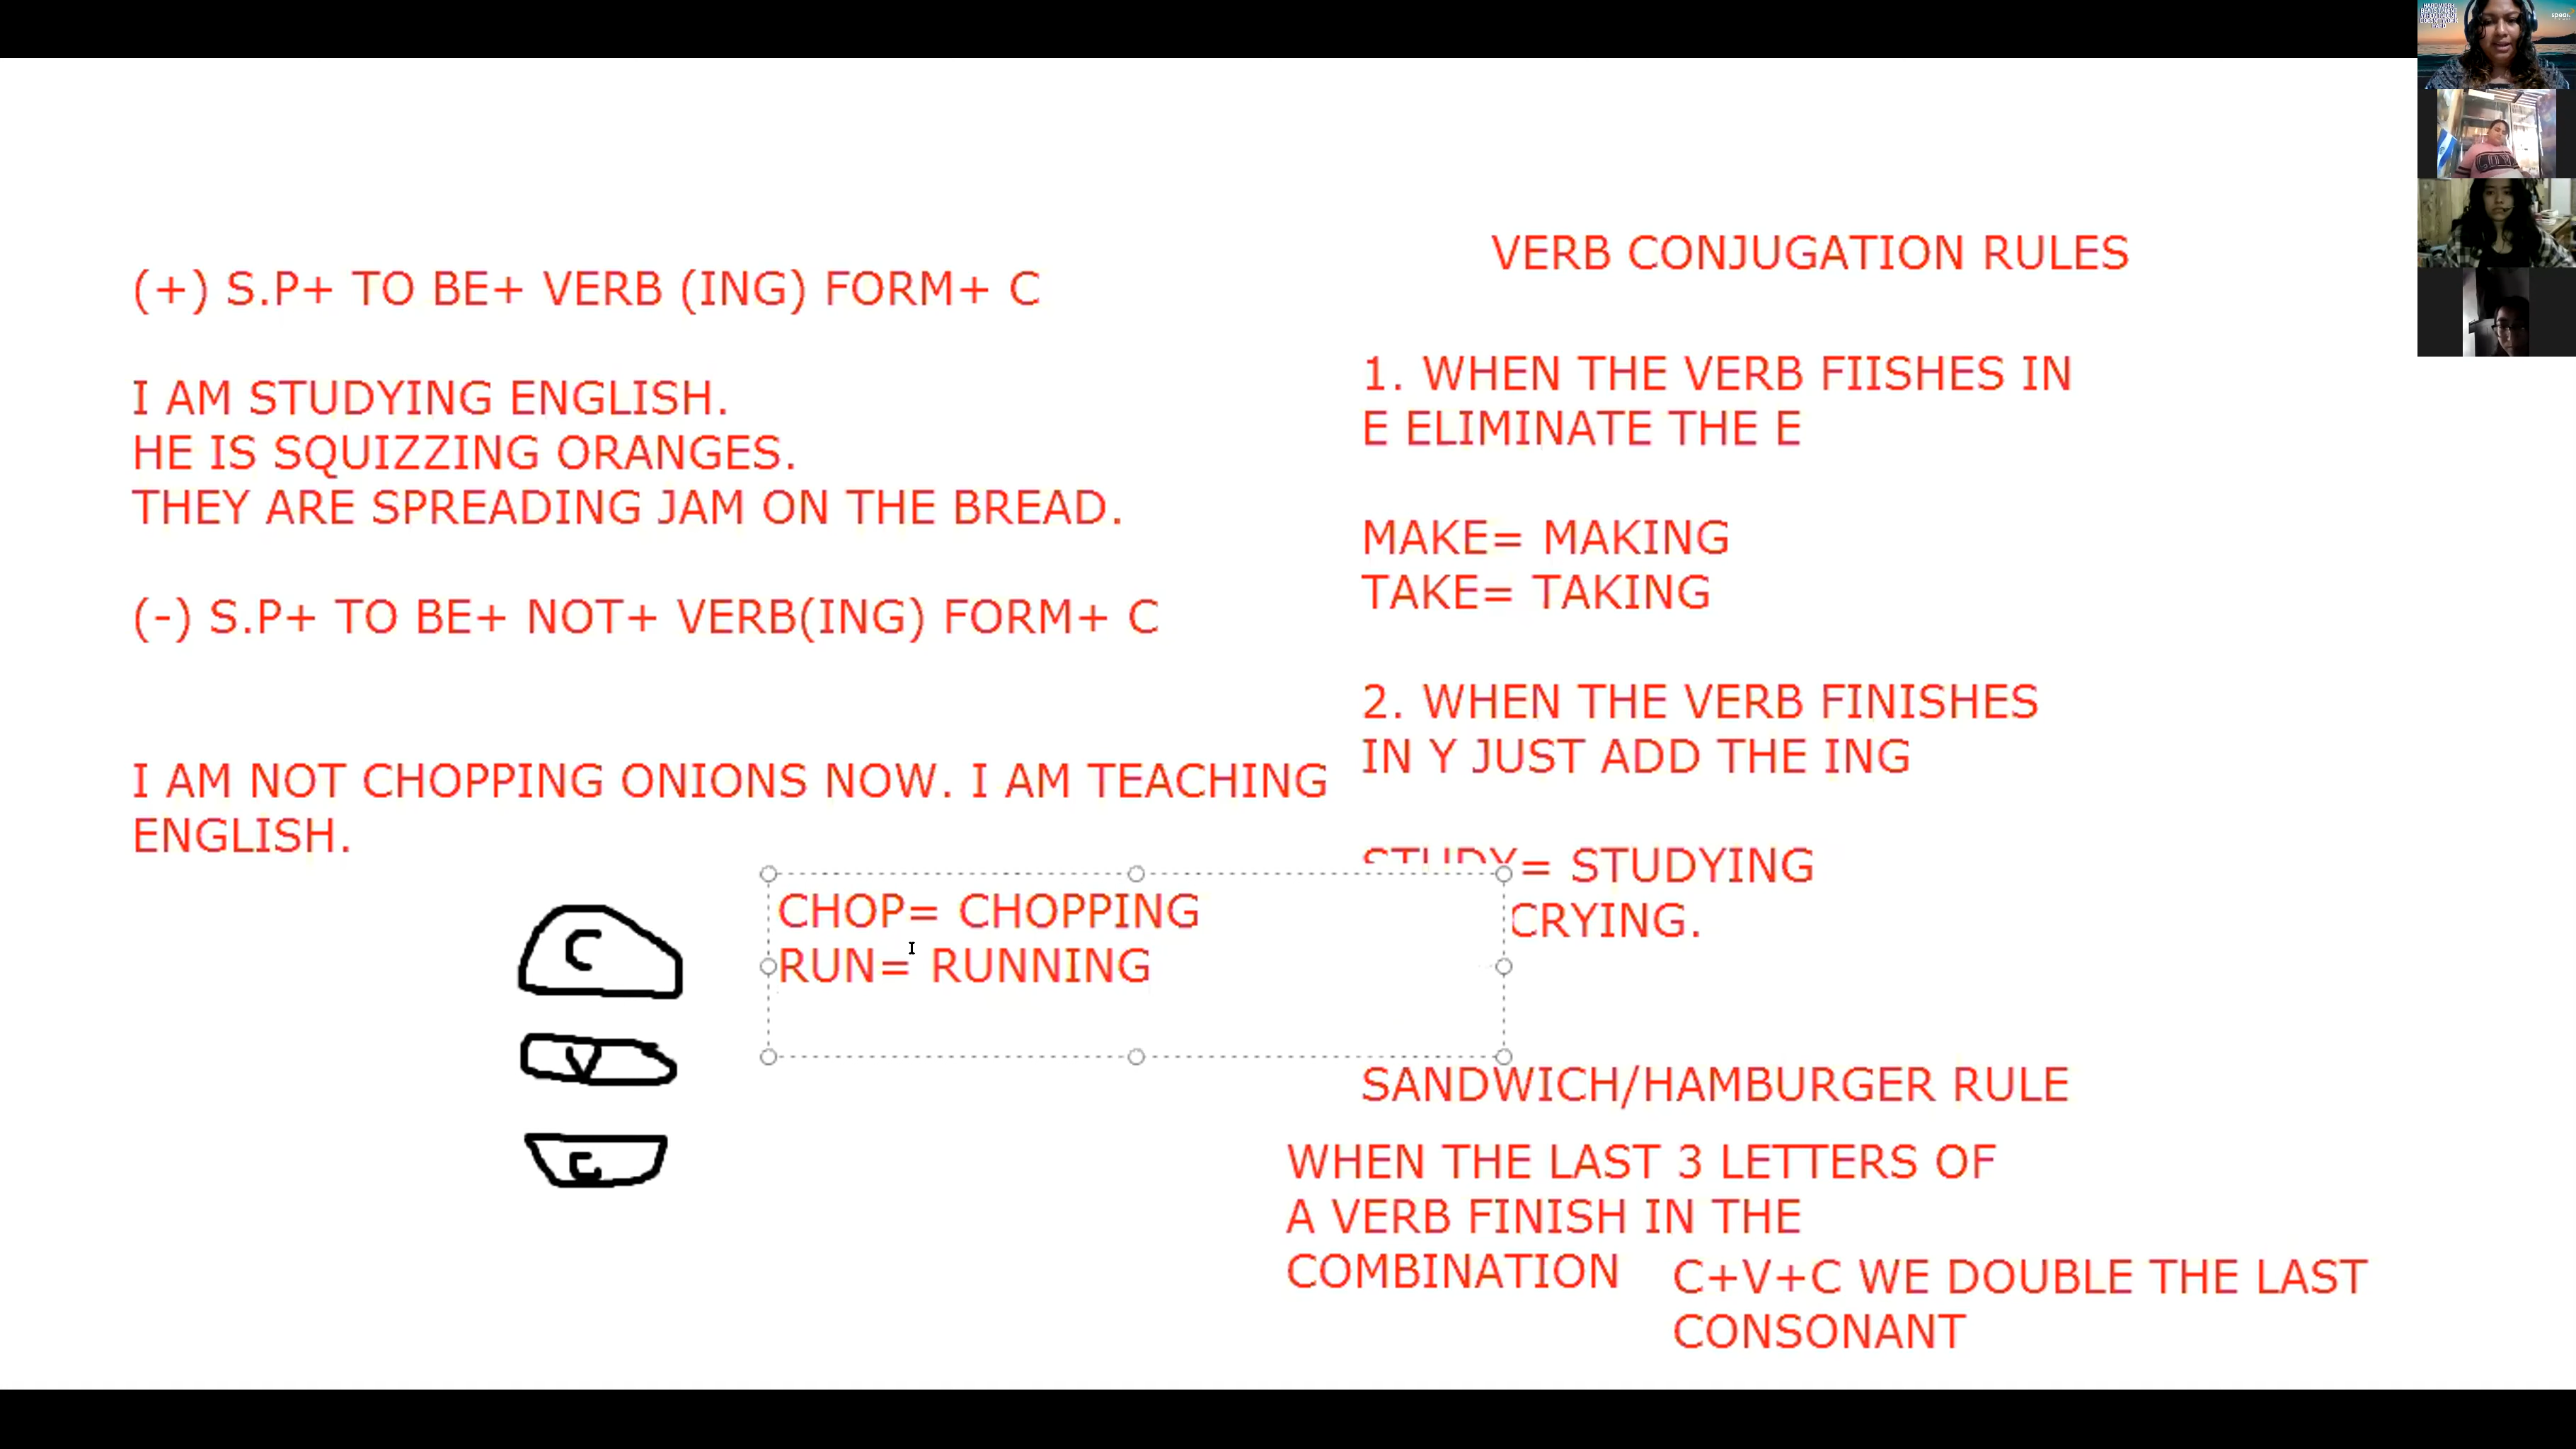 (+) S.P+ TO BE+ VERB (ING) FORM+ C
I AM STUDYING ENGLISH.
HE IS SQUIZZING ORANGES.
THEY ARE SPREADING JAM ON THE BREAD.
(-) S.P+ TO BE+ NOT+ VERB(ING) FORM+ C
I AM NOT CHOPPING ONIONS NOW. I AM TEACHING
ENGLISH.
C
V
C
CHOP= CHOPPING
RUN= RUNNING
VERB CONJUGATION RULES
1. WHEN THE VERB FIISHES IN
E ELIMINATE THE E
MAKE= MAKING
TAKE= TAKING
2. WHEN THE VERB FINISHES
IN Y JUST ADD THE ING
STUDY= STUDYING
CRYING.
SANDWICH/HAMBURGER RULE
WHEN THE LAST 3 LETTERS OF
A VERB FINISH IN THE
COMBINATION
C+V+C WE DOUBLE THE LAST
CONSONANT